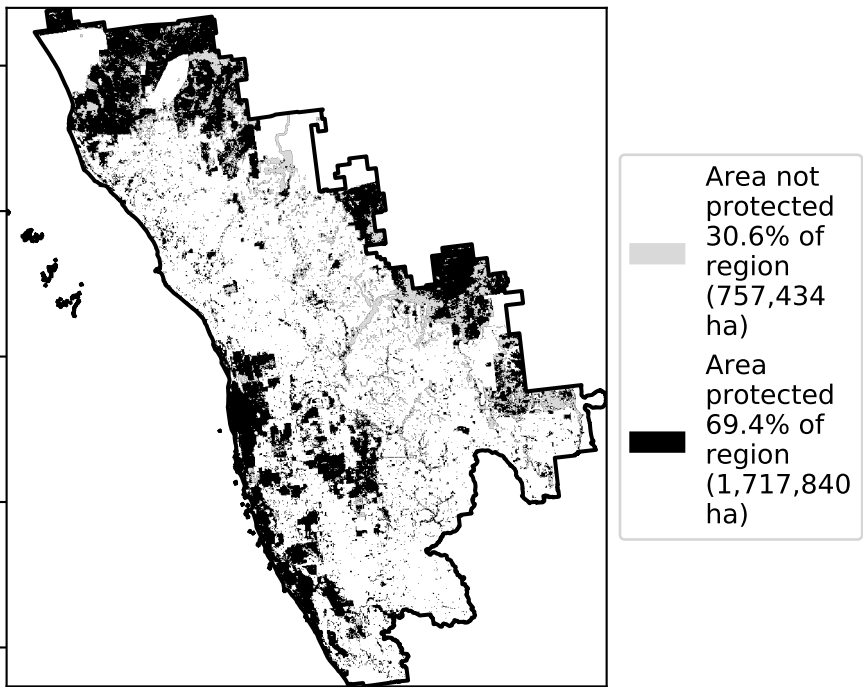 Area not
protected
30.6% of
region
(757,434
ha)
Area
protected
69.4% of
region
(1,717,840
ha)